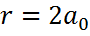 r = 2a₀